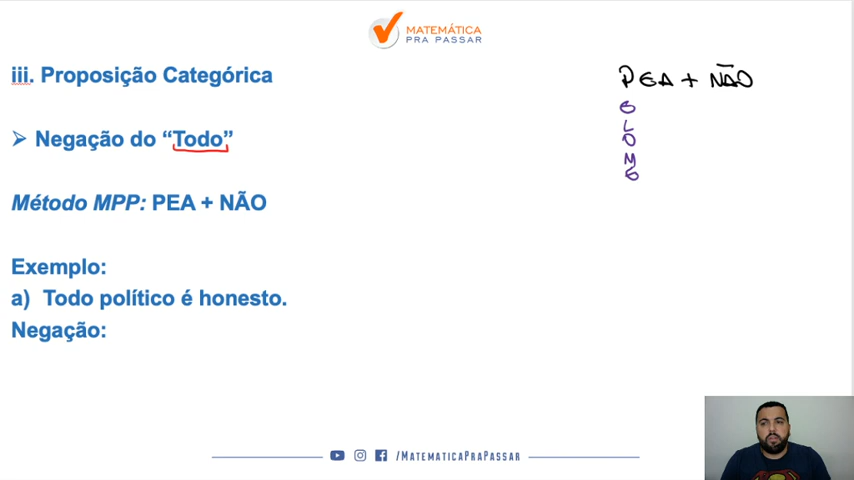 MATEMÁTICA
PRA PASSAR
iii. Proposição Categórica
PEA + NÃO
E
L
O
M
E
➤ Negação do “Todo”
Método MPP: PEA + NÃO
Exemplo:
a) Todo político é honesto.
Negação:
/MatematicaPraPassar